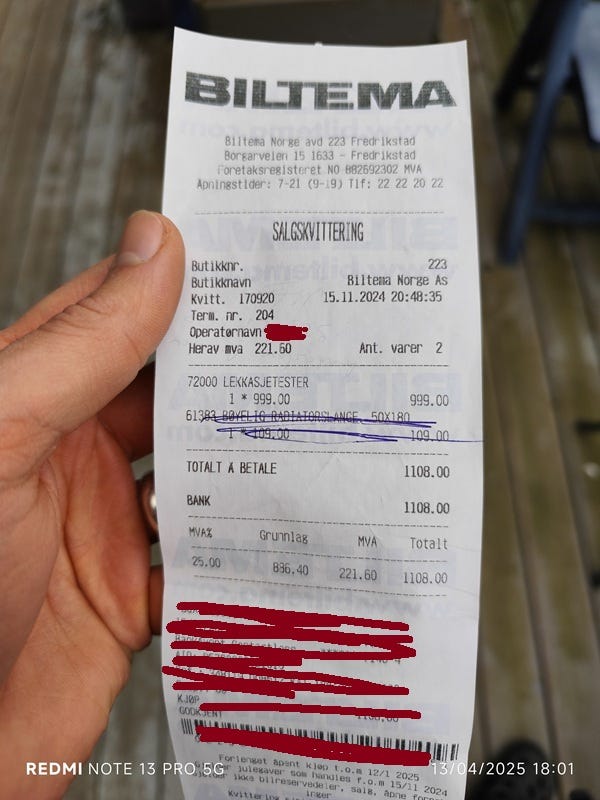 BILTEMA
Biltema Norge avd 223 Fredrikstad
Borgarveien 15 1633 - Fredrikstad
Foretaksregisteret NO 882692302 MVA
Åpningstider: 7-21 (9-19) Tlf: 22 22 20 22
SALGSKVITTERING
Butikknr. 223
Butikknavn Biltema Norge As
Kvitt. 170920 15.11.2024 20:48:35
Term. nr. 204
Operatørnavn
Herav mva 221.60 Ant. varer 2
72000 LEKKASJETESTER
1 * 999.00 999.00
61383 BØYELIG RADIATORSLANGE, 50X180
1 * 109.00 109.00
TOTALT Å BETALE 1108.00
BANK 1108.00
MVA% Grunnlag MVA Totalt
25.00 886.40 221.60 1108.00
KJØP
GODKJENT
Forlenget åpent kjøp t.o.m 12/1 2025
julegaver som handles f.o.m 15/11 2024
ikke bilreservedeler, salg, åpne
Kvittering
REDMI NOTE 13 PRO 5G 13/04/2025 18:01